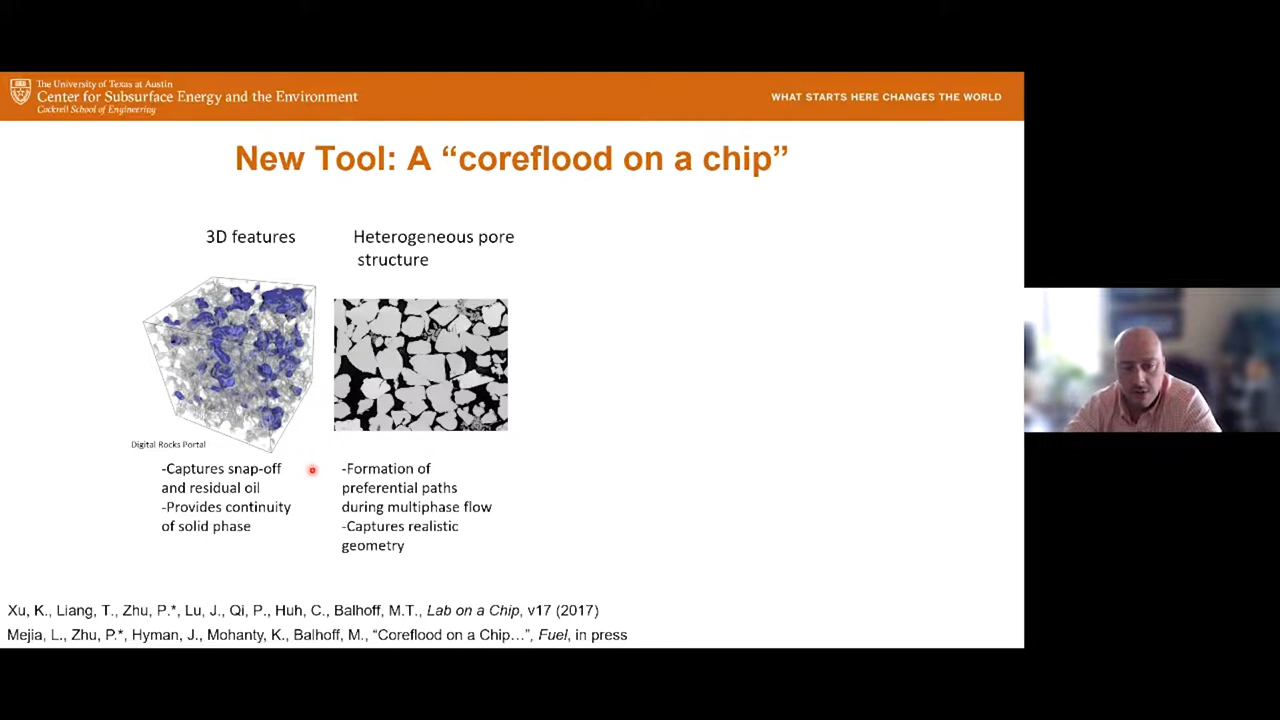 The University of Texas at Austin
Center for Subsurface Energy and the Environment
Cockrell School of Engineering
WHAT STARTS HERE CHANGES THE WORLD
New Tool: A “coreflood on a chip”
3D features
Heterogeneous pore
structure
Digital Rocks Portal
-Captures snap-off
and residual oil
-Provides continuity
of solid phase
-Formation of
preferential paths
during multiphase flow
-Captures realistic
geometry
Xu, K., Liang, T., Zhu, P.*, Lu, J., Qi, P., Huh, C., Balhoff, M.T., Lab on a Chip, v17 (2017)
Mejia, L., Zhu, P.*, Hyman, J., Mohanty, K., Balhoff, M., “Coreflood on a Chip…”, Fuel, in press